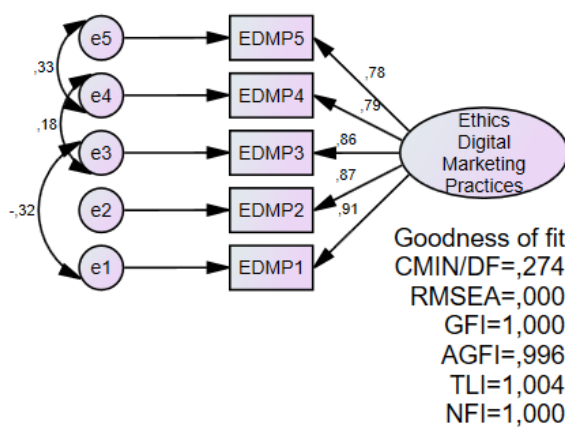 e5
EDMP5
,33
,78
e4
EDMP4
,79
,18
e3
EDMP3
,86
Ethics
Digital
Marketing
Practices
-,32
e2
EDMP2
,87
e1
EDMP1
,91
Goodness of fit
CMIN/DF=,274
RMSEA=,000
GFI=1,000
AGFI=,996
TLI=1,004
NFI=1,000